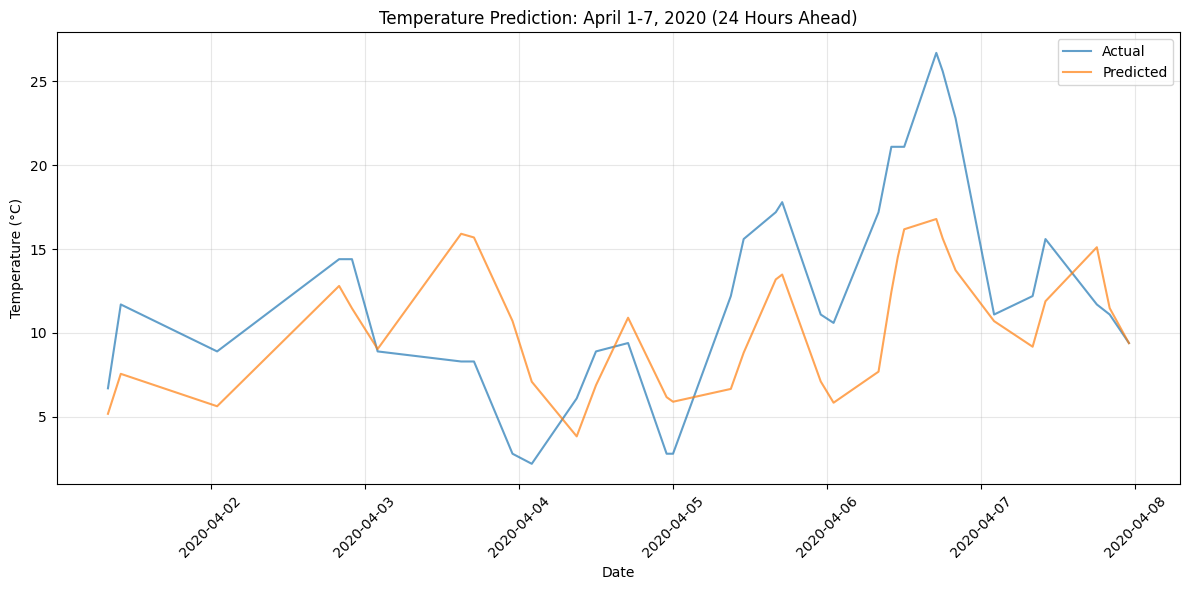 Temperature Prediction: April 1-7, 2020 (24 Hours Ahead)
Actual
Predicted
Temperature (°C)
25
20
15
10
5
2020-04-02
2020-04-03
2020-04-04
2020-04-05
2020-04-06
2020-04-07
2020-04-08
Date